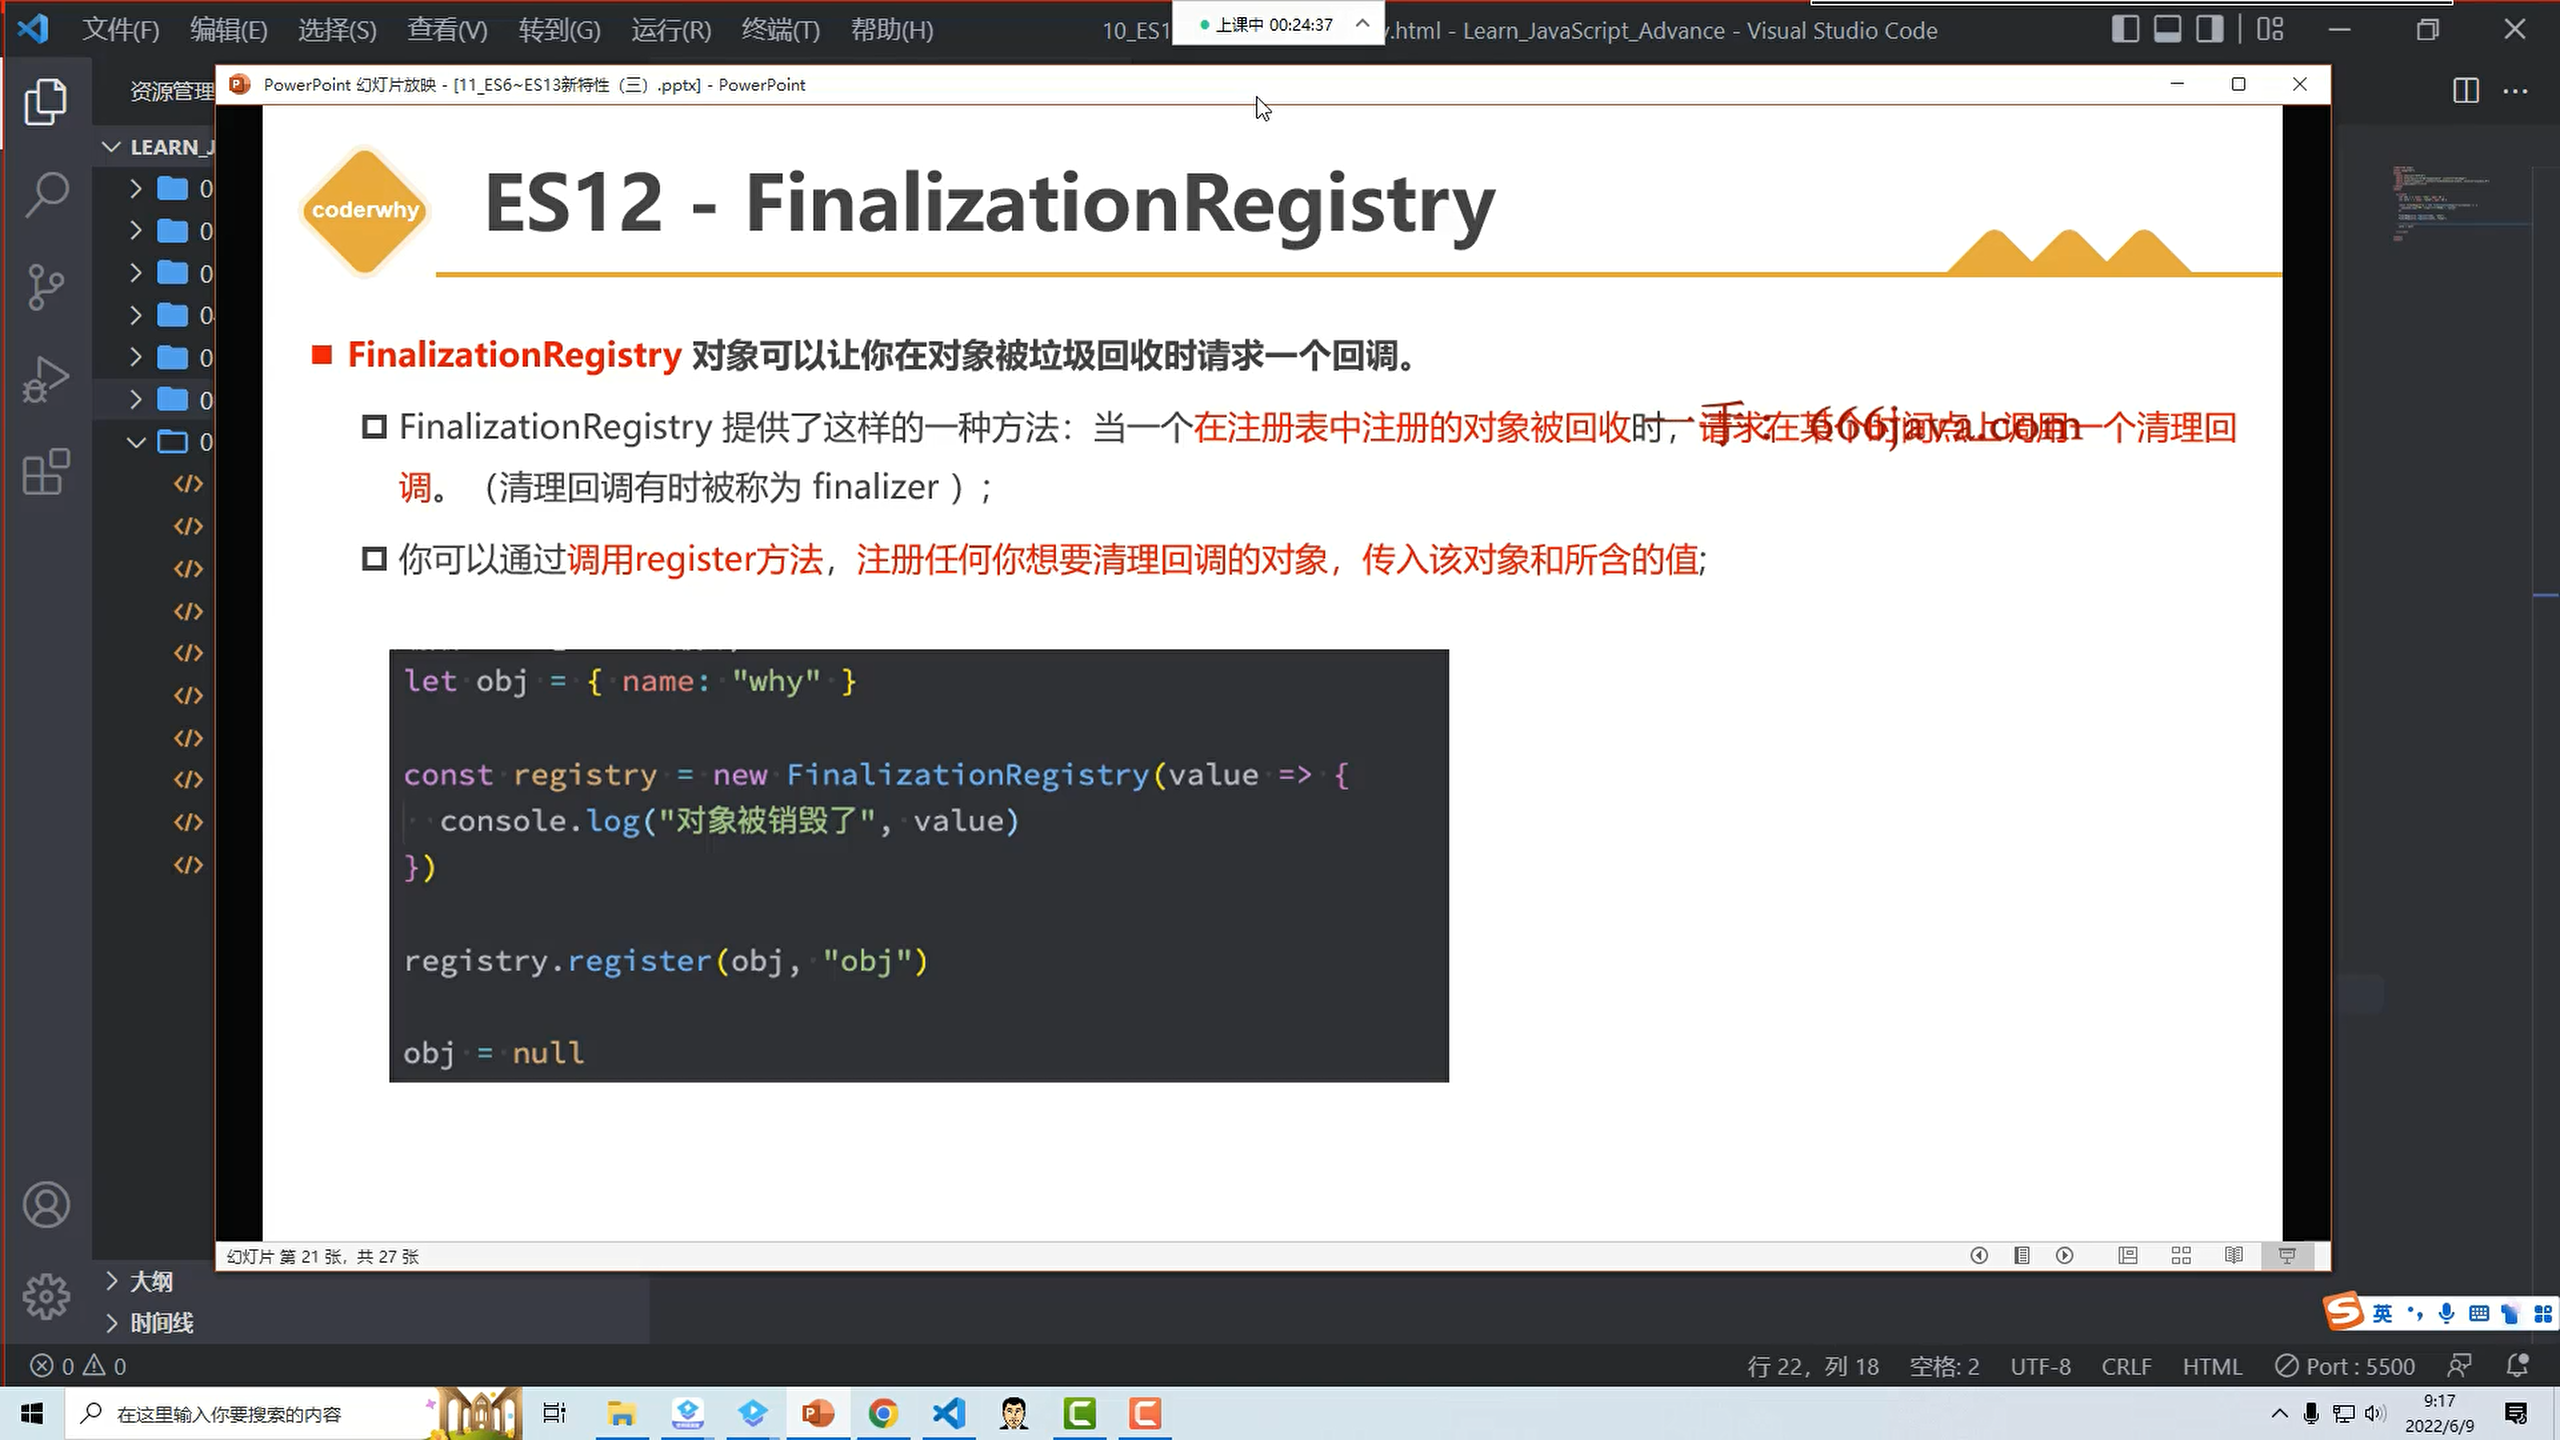 文件(F) 编辑(E) 选择(S) 查看(V) 转到(G) 运行(R) 终端(T) 帮助(H)
10_ES1
上课中 00:24:37
.html - Learn_JavaScript_Advance - Visual Studio Code
资源管理
PowerPoint 幻灯片放映 - [11_ES6~ES13新特性（三）.pptx] - PowerPoint
LEARN_J
0
0
0
0
0
0
0
coderwhy
ES12 - FinalizationRegistry
FinalizationRegistry 对象可以让你在对象被垃圾回收时请求一个回调。
FinalizationRegistry 提供了这样的一种方法：当一个在注册表中注册的对象被回收时，请求在某个时间点上调用一个清理回
调。（清理回调有时被称为 finalizer ）；
一手： 666java.com
你可以通过调用register方法，注册任何你想要清理回调的对象，传入该对象和所含的值;
let obj = { name: "why" }
const registry = new FinalizationRegistry(value => {
console.log("对象被销毁了", value)
})
registry.register(obj, "obj")
obj = null
幻灯片 第 21 张，共 27 张
大纲
时间线
英
0 0
行 22，列 18 空格: 2 UTF-8 CRLF HTML Port : 5500
在这里输入你要搜索的内容
9:17
2022/6/9